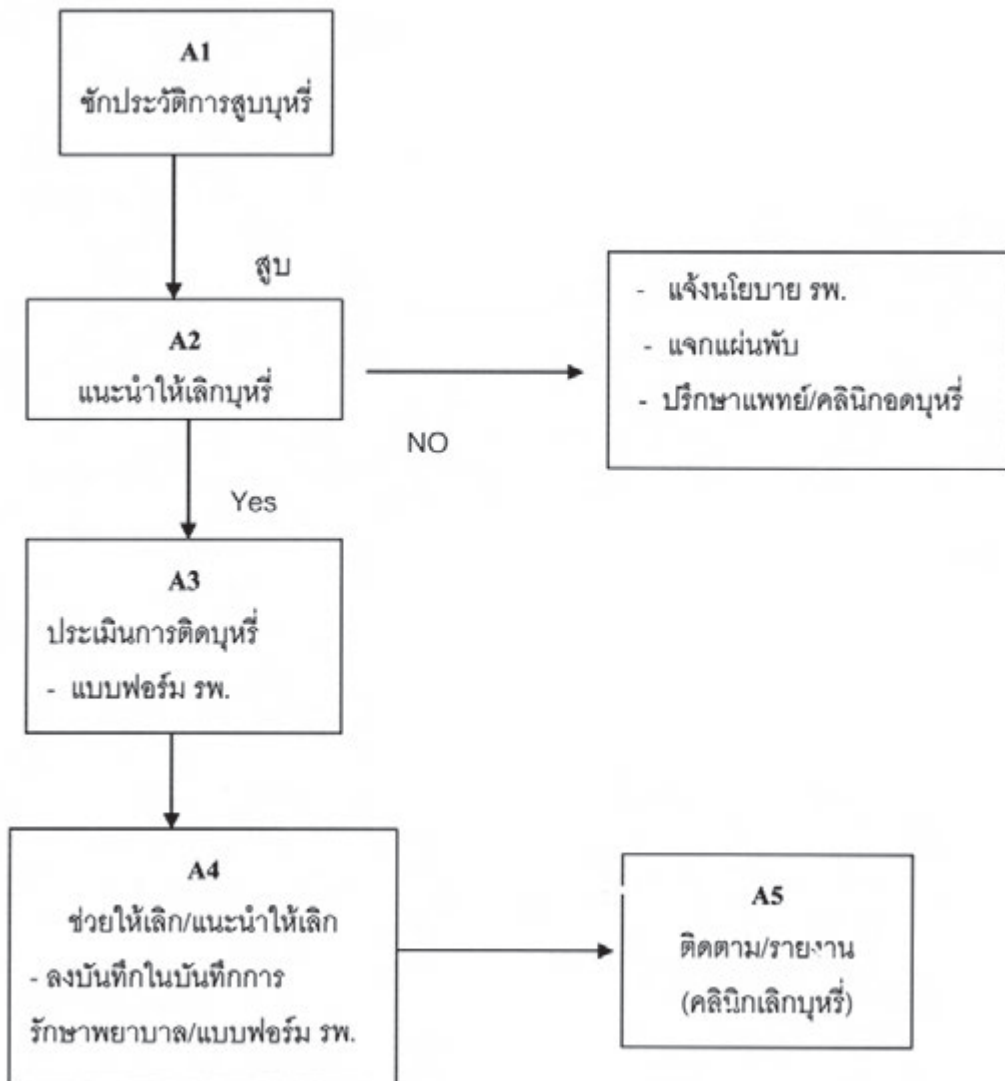 A1
ซักประวัติการสูบบุหรี่
สูบ
A2
แนะนำให้เลิกบุหรี่
NO
- แจ้งนโยบาย รพ.
- แจกแผ่นพับ
- ปรึกษาแพทย์/คลินิกอดบุหรี่
Yes
A3
ประเมินการติดบุหรี่
- แบบฟอร์ม รพ.
A4
ช่วยให้เลิก/แนะนำให้เลิก
- ลงบันทึกในบันทึกการ
รักษาพยาบาล/แบบฟอร์ม รพ.
A5
ติดตาม/รายงาน
(คลินิกเลิกบุหรี่)